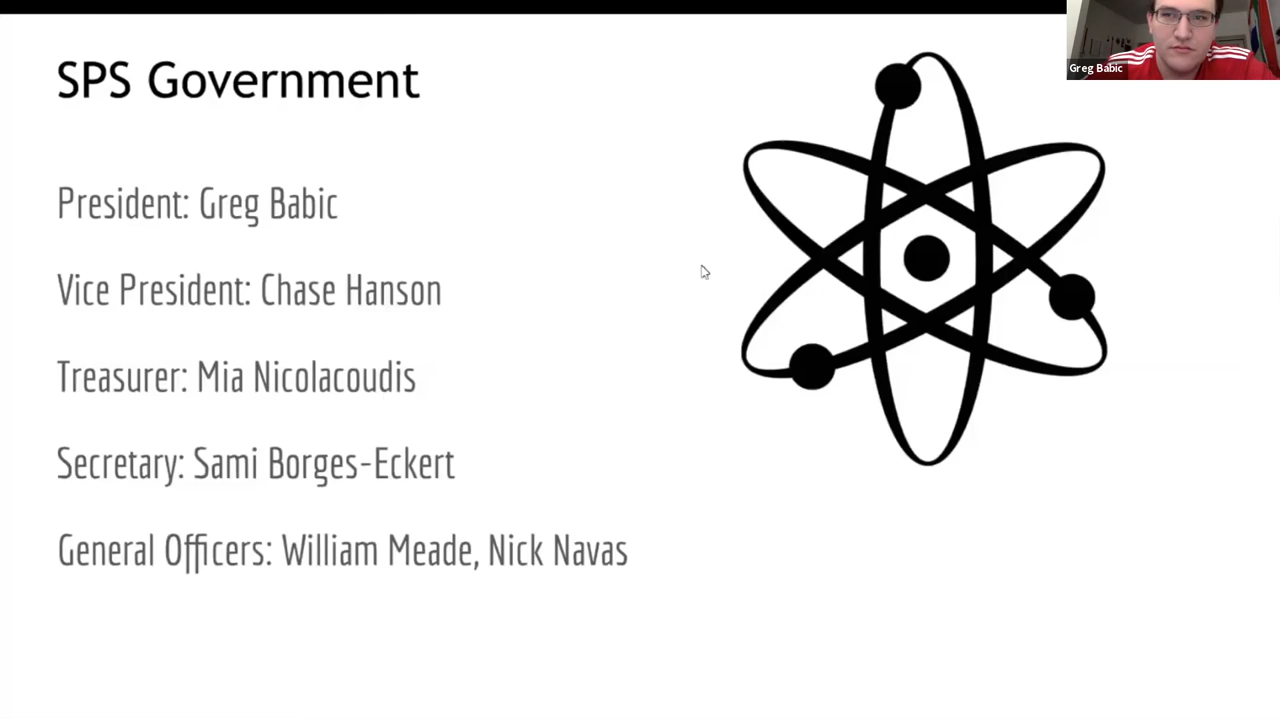 SPS Government
Greg Babic
President: Greg Babic
Vice President: Chase Hanson
Treasurer: Mia Nicolacoudis
Secretary: Sami Borges-Eckert
General Officers: William Meade, Nick Navas